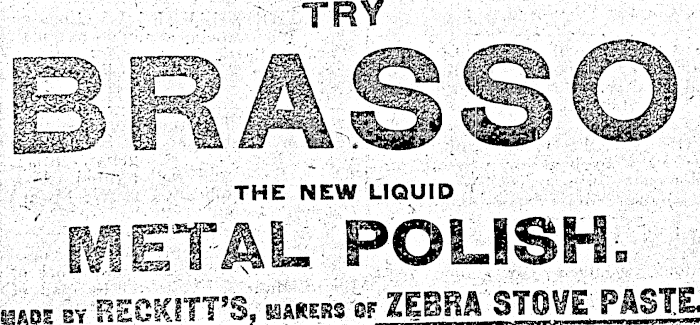 TRY
BRASSO
THE NEW LIQUID
METAL POLISH.
MADE BY RECKITT'S, MAKERS OF ZEBRA STOVE PASTE.